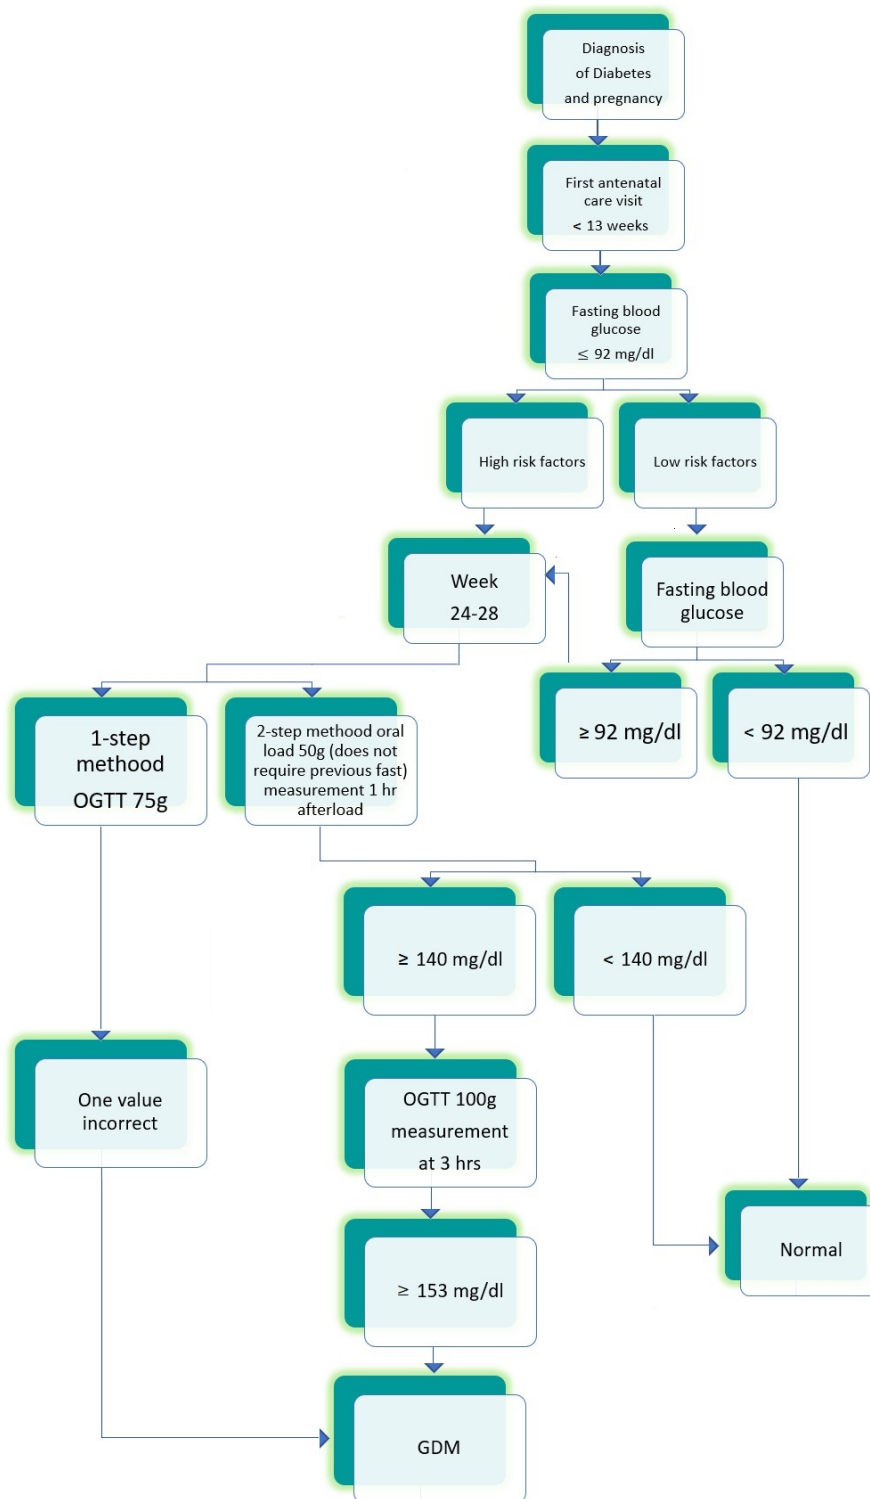 Diagnosis
of Diabetes
and pregnancy
First antenatal
care visit
< 13 weeks
Fasting blood
glucose
≤ 92 mg/dl
High risk factors
Low risk factors
Week
24-28
Fasting blood
glucose
≥ 92 mg/dl
< 92 mg/dl
1-step
methood
OGTT 75g
2-step methood oral
load 50g (does not
require previous fast)
measurement 1 hr
afterload
≥ 140 mg/dl
< 140 mg/dl
One value
incorrect
OGTT 100g
measurement
at 3 hrs
Normal
≥ 153 mg/dl
GDM